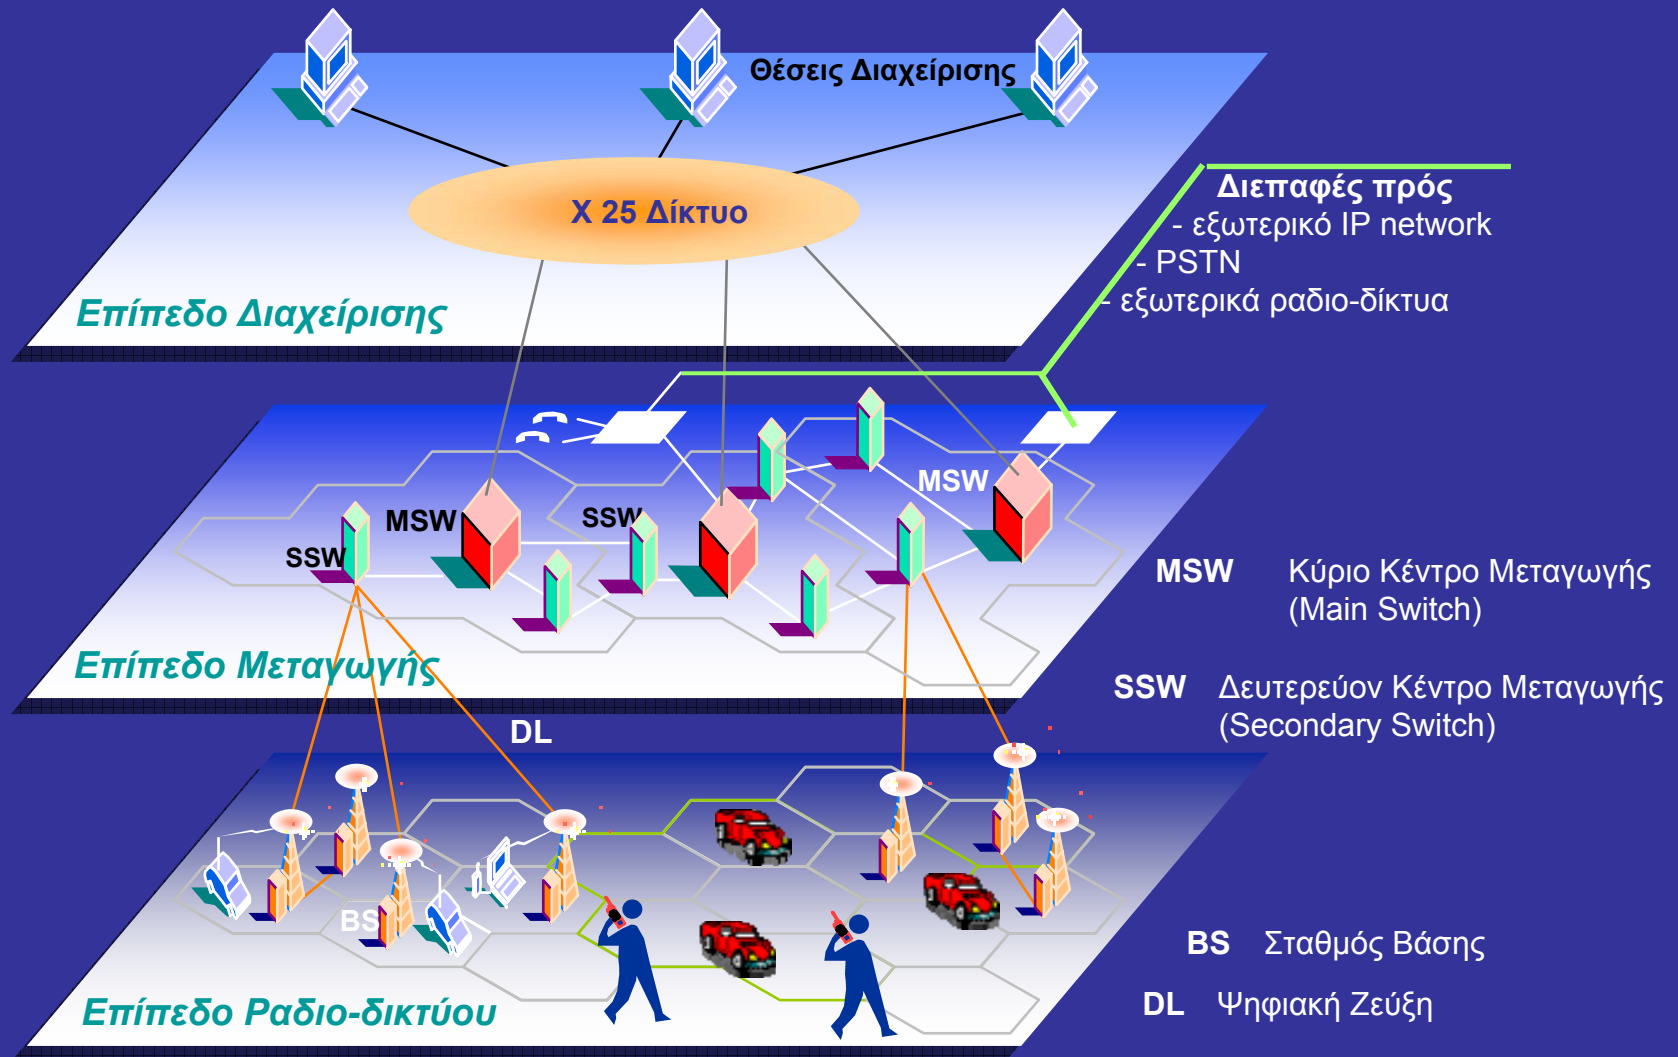 Θέσεις Διαχείρισης
X 25 Δίκτυο
Επίπεδο Διαχείρισης
Διεπαφές πρός
- εξωτερικό IP network
- PSTN
- εξωτερικά ραδιο-δίκτυα
MSW
MSW
SSW
SSW
Επίπεδο Μεταγωγής
MSW Κύριο Κέντρο Μεταγωγής
(Main Switch)
SSW Δευτερεύον Κέντρο Μεταγωγής
(Secondary Switch)
DL
BS
BS Σταθμός Βάσης
DL Ψηφιακή Ζεύξη
Επίπεδο Ραδιο-δικτύου